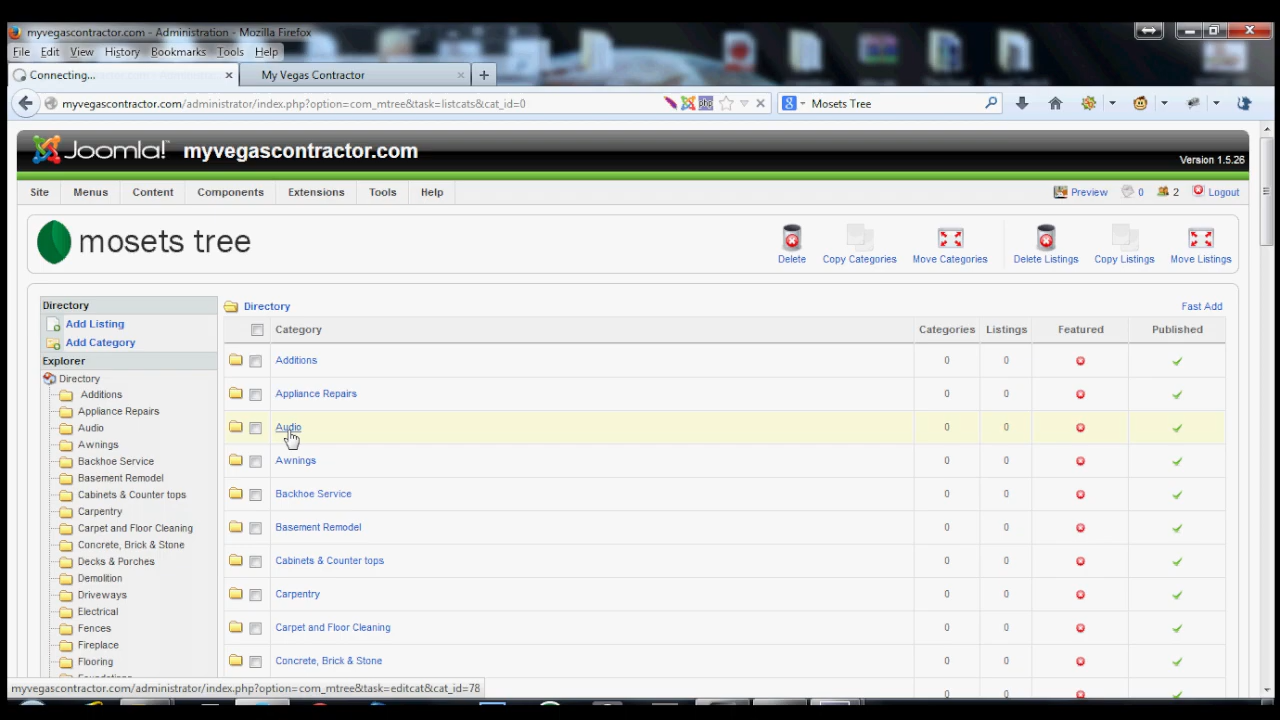 myvegascontractor.com - Administration - Mozilla Firefox
File Edit View History Bookmarks Tools Help
Connecting... My Vegas Contractor
myvegascontractor.com/administrator/index.php?option=com_mtree&task=listcats&cat_id=0 Mosets Tree
Joomla! myvegascontractor.com
Version 1.5.26
Site Menus Content Components Extensions Tools Help Preview 0 2 Logout
mosets tree
Delete Copy Categories Move Categories Delete Listings Copy Listings Move Listings
Directory
Add Listing
Add Category
Explorer
Directory
Additions
Appliance Repairs
Audio
Awnings
Backhoe Service
Basement Remodel
Cabinets & Counter tops
Carpentry
Carpet and Floor Cleaning
Concrete, Brick & Stone
Decks & Porches
Demolition
Driveways
Electrical
Fences
Fireplace
Flooring
Directory Fast Add
Category Categories Listings Featured Published
Additions 0 0
Appliance Repairs 0 0
Audio 0 0
Awnings 0 0
Backhoe Service 0 0
Basement Remodel 0 0
Cabinets & Counter tops 0 0
Carpentry 0 0
Carpet and Floor Cleaning 0 0
Concrete, Brick & Stone 0 0
0 0
myvegascontractor.com/administrator/index.php?option=com_mtree&task=editcat&cat_id=78